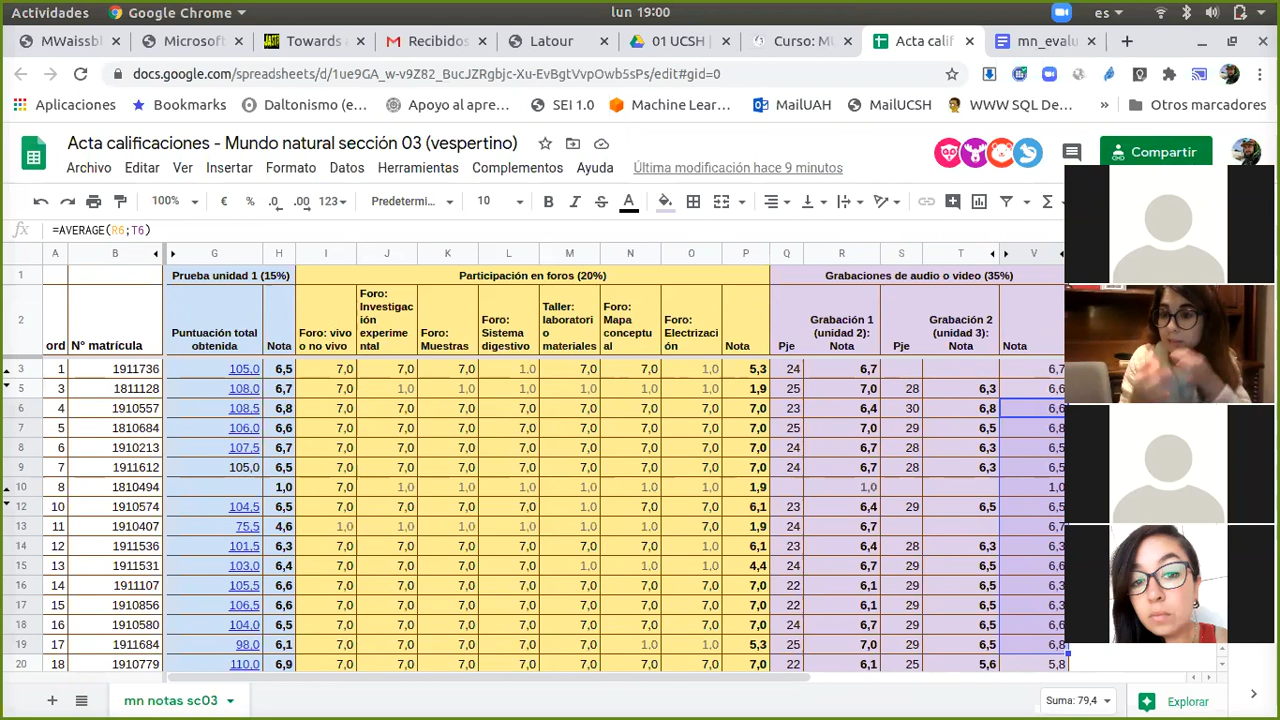 Actividades Google Chrome lun 19:00 es
MWaissbl Microsoft Towards a Recibidos Latour 01 UCSH Curso: MU Acta calif mn_evalu
docs.google.com/spreadsheets/d/1ue9GA_w-v9Z82_BucJZRgbjc-Xu-EvBgtVvpOwb5sPs/edit#gid=0
Aplicaciones Bookmarks Daltonismo (e... Apoyo al apre... SEI 1.0 Machine Lear... MailUAH MailUCSH WWW SQL De... » Otros marcadores
Acta calificaciones - Mundo natural sección 03 (vespertino)
Compartir
Archivo Editar Ver Insertar Formato Datos Herramientas Complementos Ayuda Última modificación hace 9 minutos
100% € % .0 .00 123 Predetermi... 10 B I S A Σ
fx =AVERAGE(R6;T6)
A B G H I J K L M N O P Q R S T V
1 Prueba unidad 1 (15%) Participación en foros (20%) Grabaciones de audio o video (35%)
2 ord N° matrícula Puntuación total obtenida Nota Foro: vivo o no vivo Foro: Investigación experimental Foro: Muestras Foro: Sistema digestivo Taller: laboratorio materiales Foro: Mapa conceptual Foro: Electrización Nota Pje Grabación 1 (unidad 2): Nota Pje Grabación 2 (unidad 3): Nota Nota
3 1 1911736 105,0 6,5 7,0 7,0 7,0 1,0 7,0 7,0 1,0 5,3 24 6,7 6,7
5 3 1811128 108,0 6,7 7,0 1,0 1,0 1,0 1,0 1,0 1,0 1,9 25 7,0 28 6,3 6,6
6 4 1910557 108,5 6,8 7,0 7,0 7,0 7,0 7,0 7,0 7,0 7,0 23 6,4 30 6,8 6,6
7 5 1810684 106,0 6,6 7,0 7,0 7,0 7,0 7,0 7,0 7,0 7,0 25 7,0 29 6,5 6,8
8 6 1910213 107,5 6,7 7,0 7,0 7,0 7,0 7,0 7,0 7,0 7,0 24 6,7 28 6,3 6,5
9 7 1911612 105,0 6,5 7,0 7,0 7,0 7,0 7,0 7,0 7,0 7,0 24 6,7 28 6,3 6,5
10 8 1810494 1,0 7,0 1,0 1,0 1,0 1,0 1,0 1,0 1,9 1,0 1,0
12 10 1910574 104,5 6,5 7,0 7,0 7,0 7,0 1,0 7,0 7,0 6,1 23 6,4 29 6,5 6,5
13 11 1910407 75,5 4,6 1,0 1,0 1,0 1,0 1,0 1,0 7,0 1,9 24 6,7 6,7
14 12 1911536 101,5 6,3 7,0 7,0 7,0 7,0 7,0 7,0 1,0 6,1 23 6,4 28 6,3 6,3
15 13 1911531 103,0 6,4 7,0 7,0 7,0 7,0 1,0 1,0 1,0 4,4 24 6,7 29 6,5 6,6
16 14 1911107 105,5 6,6 7,0 7,0 7,0 7,0 7,0 7,0 7,0 7,0 22 6,1 29 6,5 6,3
17 15 1910856 106,5 6,6 7,0 7,0 7,0 7,0 7,0 7,0 7,0 7,0 22 6,1 29 6,5 6,3
18 16 1910580 104,0 6,5 7,0 7,0 7,0 7,0 7,0 7,0 7,0 7,0 24 6,7 29 6,5 6,6
19 17 1911684 98,0 6,1 7,0 7,0 7,0 7,0 7,0 1,0 1,0 5,3 25 7,0 29 6,5 6,8
20 18 1910779 110,0 6,9 7,0 7,0 7,0 7,0 7,0 7,0 7,0 7,0 22 6,1 25 5,6 5,8
mn notas sc03 Suma: 79,4 Explorar